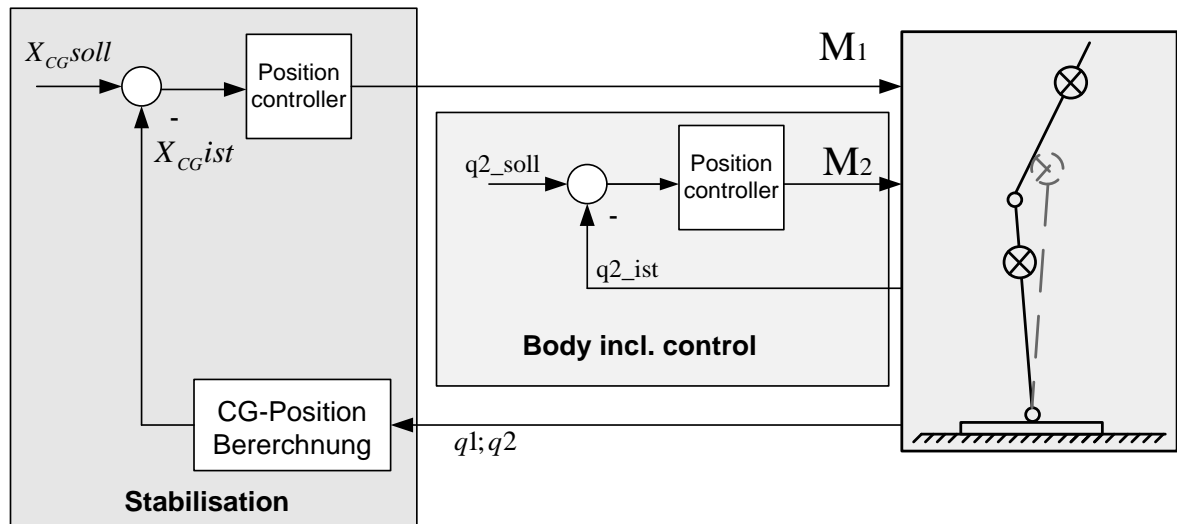 X_CG soll
Position
controller
M1
-
X_CG ist
q2_soll
Position
controller
M2
-
q2_ist
Body incl. control
CG-Position
Bererchnung
q1; q2
Stabilisation